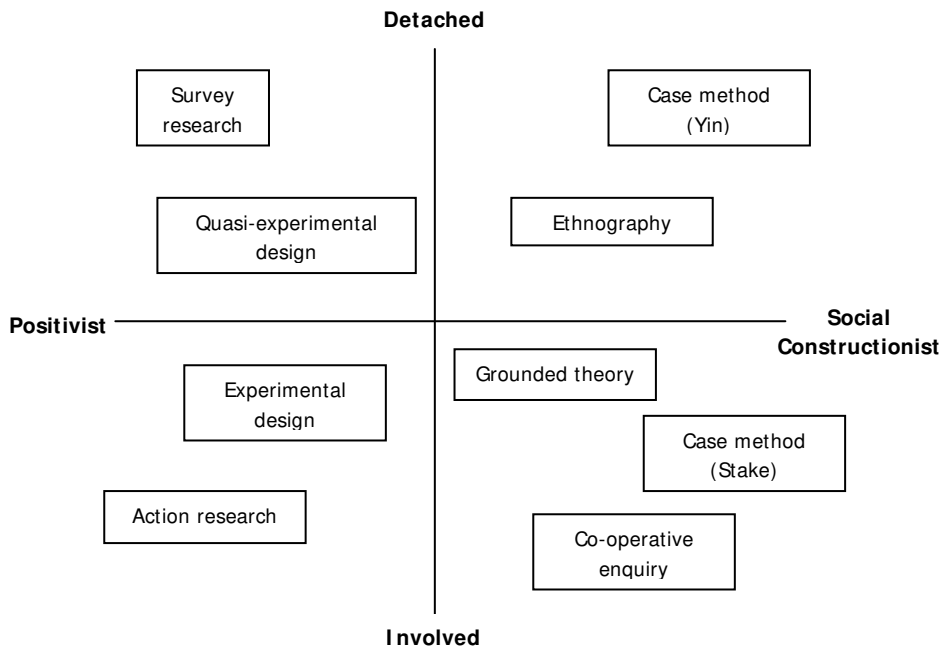 Detached
Survey
research
Case method
(Yin)
Quasi-experimental
design
Ethnography
Positivist
Social
Constructionist
Experimental
design
Grounded theory
Case method
(Stake)
Action research
Co-operative
enquiry
Involved